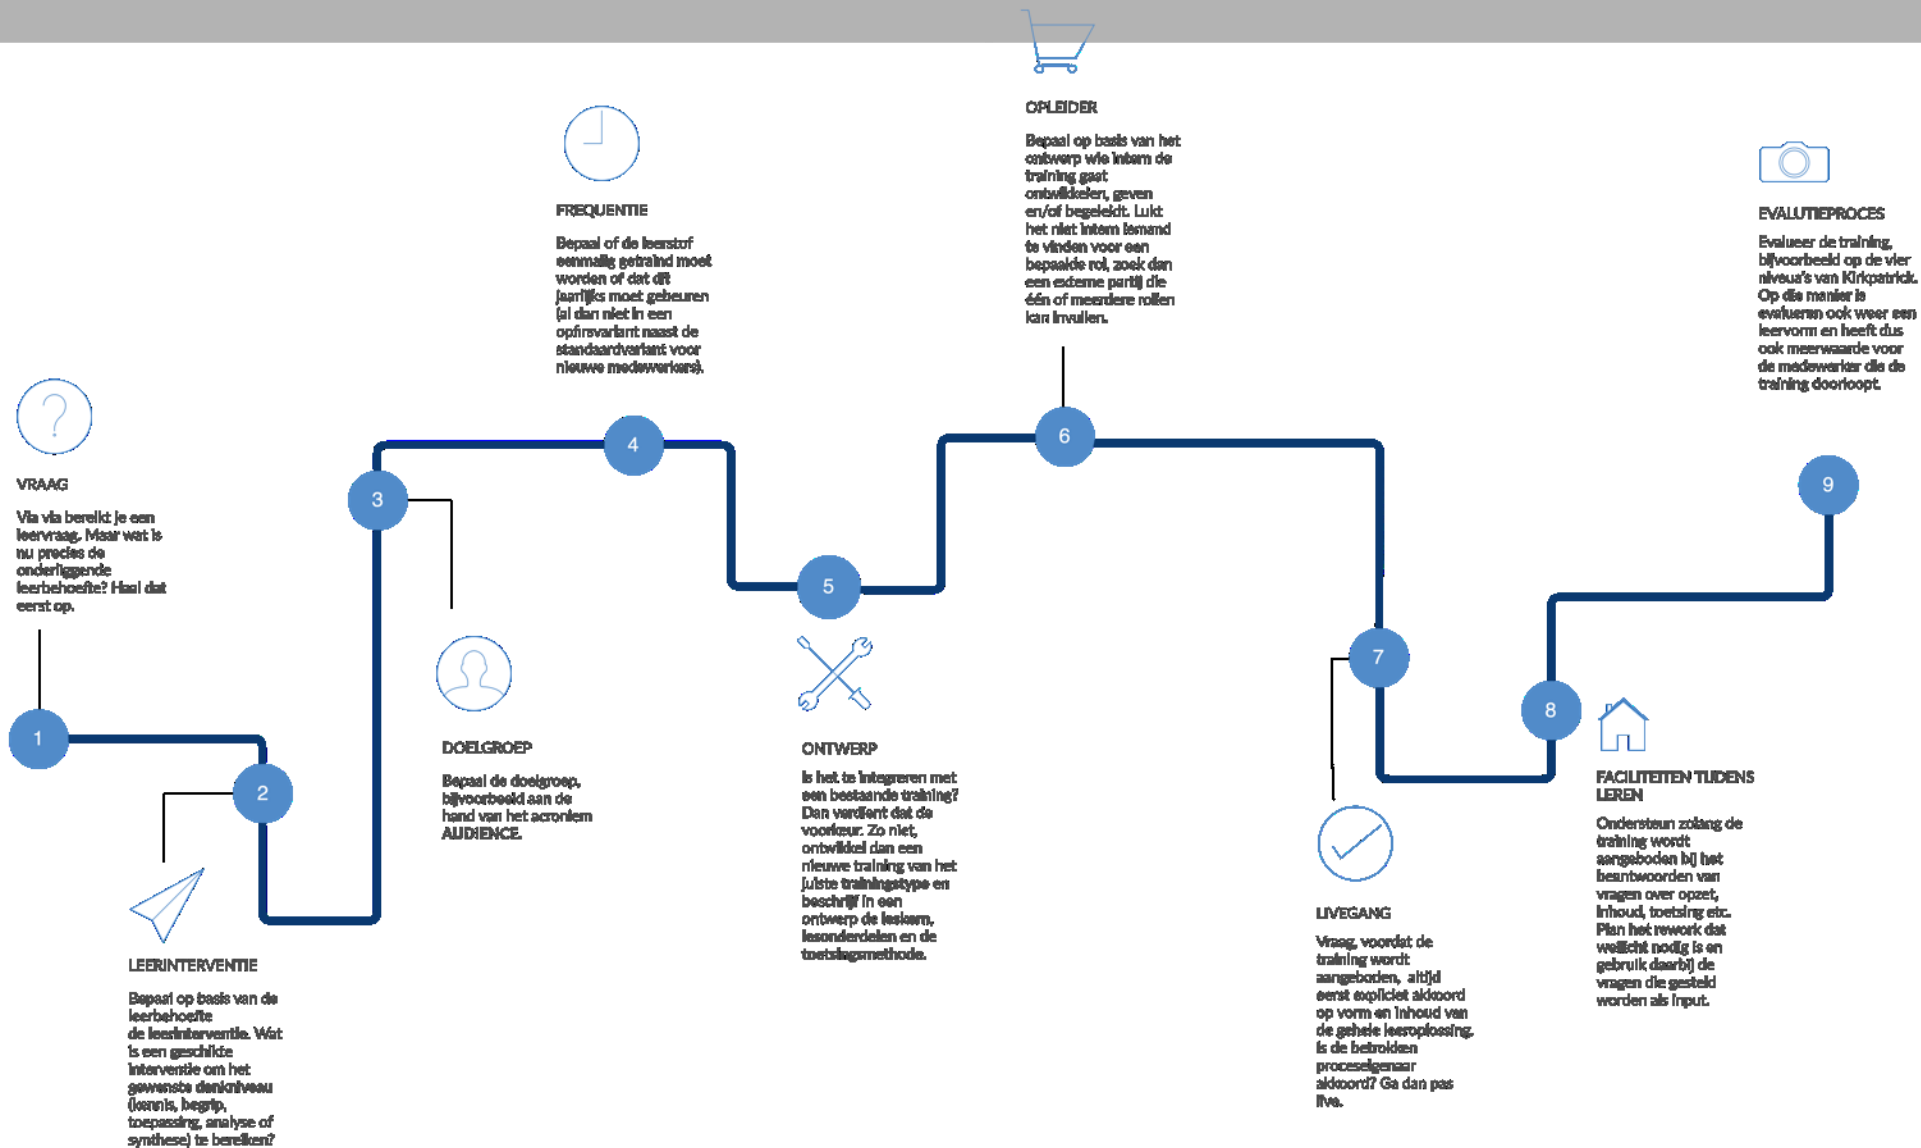 1
VRAAG
Via via bereikt je een
leervraag. Maar wat is
nu precies de
onderliggende
leerbehoefte? Haal dat
eerst op.
2
LEERINTERVENTIE
Bepaal op basis van de
leerbehoefte
de leerinterventie. Wat
is een geschikte
interventie om het
gewenste denkniveau
(kennis, begrip,
toepassing, analyse of
synthese) te bereiken?
3
DOELGROEP
Bepaal de doelgroep,
bijvoorbeeld aan de
hand van het acroniem
AUDIENCE.
4
FREQUENTIE
Bepaal of de leerstof
eenmalig getraind moet
worden of dat dit
jaarlijks moet gebeuren
(al dan niet in een
opfrisvariant naast de
standaardvariant voor
nieuwe medewerkers).
5
ONTWERP
Is het te integreren met
een bestaande training?
Dan verdient dat de
voorkeur. Zo niet,
ontwikkel dan een
nieuwe training van het
juiste trainingstype en
beschrijf in een
ontwerp de leskern,
lesonderdelen en de
toetsingsmethode.
6
OPLEIDER
Bepaal op basis van het
ontwerp wie intern de
training gaat
ontwikkelen, geven
en/of begeleidt. Lukt
het niet intern iemand
te vinden voor een
bepaalde rol, zoek dan
een externe partij die
één of meerdere rollen
kan invullen.
7
LIVEGANG
Vraag, voordat de
training wordt
aangeboden, altijd
eerst expliciet akkoord
op vorm en inhoud van
de gehele leeroplossing.
Is de betrokken
proceseigenaar
akkoord? Ga dan pas
live.
8
FACILITEITEN TIJDENS
LEREN
Ondersteun zolang de
training wordt
aangeboden bij het
beantwoorden van
vragen over opzet,
inhoud, toetsing etc.
Plan het rework dat
wellicht nodig is en
gebruik daarbij de
vragen die gesteld
worden als input.
9
EVALUTIEPROCES
Evalueer de training,
bijvoorbeeld op de vier
niveua's van Kirkpatrick.
Op die manier is
evalueren ook weer een
leervorm en heeft dus
ook meerwaarde voor
de medewerker die de
training doorloopt.